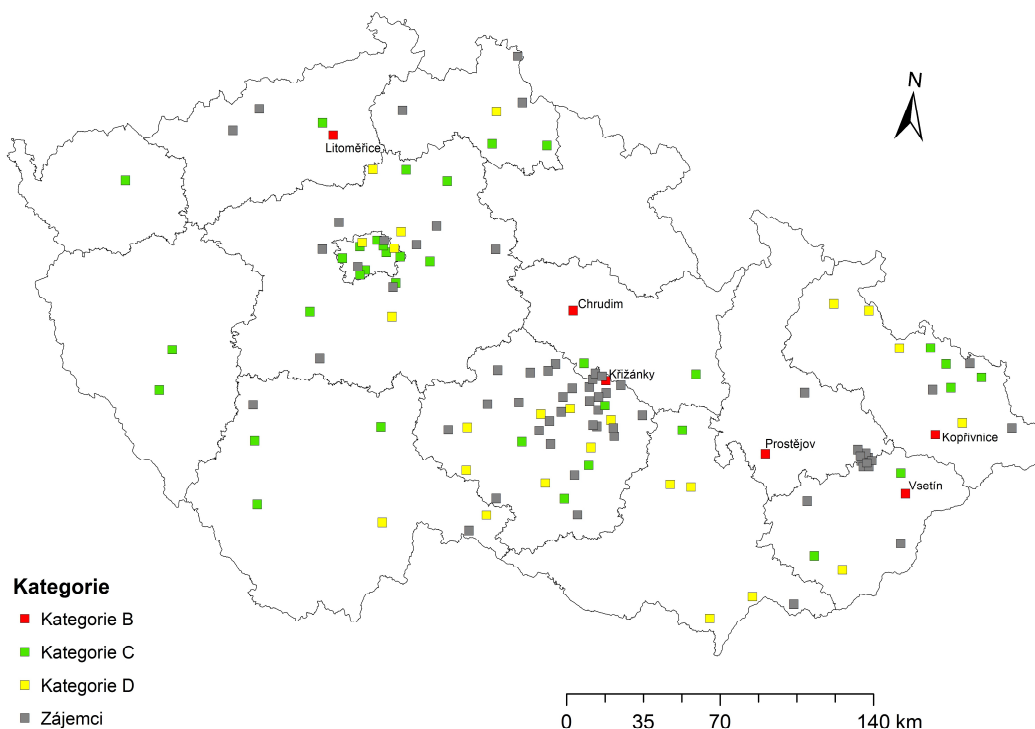 N
Litoměřice
Chrudim
Křižánky
Prostějov
Kopřivnice
Vsetín
Kategorie
Kategorie B
Kategorie C
Kategorie D
Zájemci
0 35 70 140 km